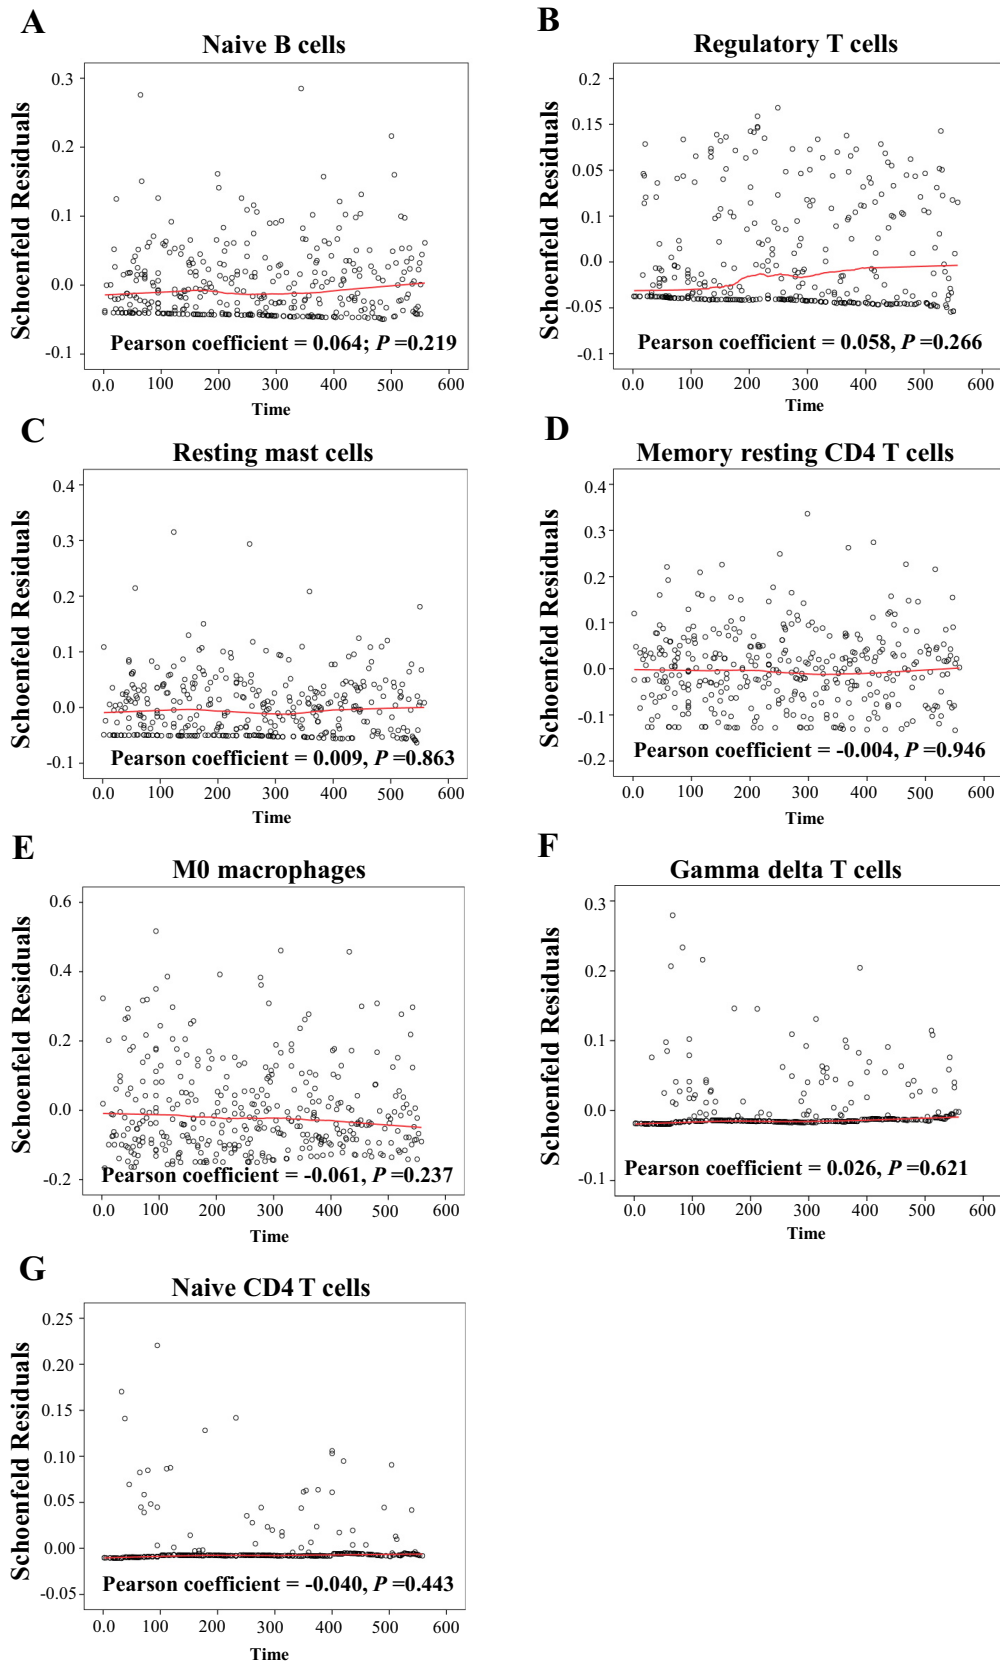 A
Naive B cells
Schoenfeld Residuals
0.3
0.2
0.1
0.0
-0.1
Pearson coefficient = 0.064; P =0.219
0.0 100 200 300 400 500 600
Time
B
Regulatory T cells
Schoenfeld Residuals
0.2
0.15
0.05
0.1
0.0
-0.05
-0.1
Pearson coefficient = 0.058, P =0.266
0.0 100 200 300 400 500 600
Time
C
Resting mast cells
Schoenfeld Residuals
0.4
0.3
0.2
0.1
0.0
-0.1
Pearson coefficient = 0.009, P =0.863
0.0 100 200 300 400 500 600
Time
D
Memory resting CD4 T cells
Schoenfeld Residuals
0.4
0.3
0.2
0.1
0.0
-0.1
-0.2
Pearson coefficient = -0.004, P =0.946
0.0 100 200 300 400 500 600
Time
E
M0 macrophages
Schoenfeld Residuals
0.6
0.4
0.2
0.0
-0.2
Pearson coefficient = -0.061, P =0.237
0.0 100 200 300 400 500 600
Time
F
Gamma delta T cells
Schoenfeld Residuals
0.3
0.2
0.1
0.0
-0.1
Pearson coefficient = 0.026, P =0.621
0.0 100 200 300 400 500 600
Time
G
Naive CD4 T cells
Schoenfeld Residuals
0.25
0.20
0.15
0.10
0.05
0.00
-0.05
Pearson coefficient = -0.040, P =0.443
0.0 100 200 300 400 500 600
Time